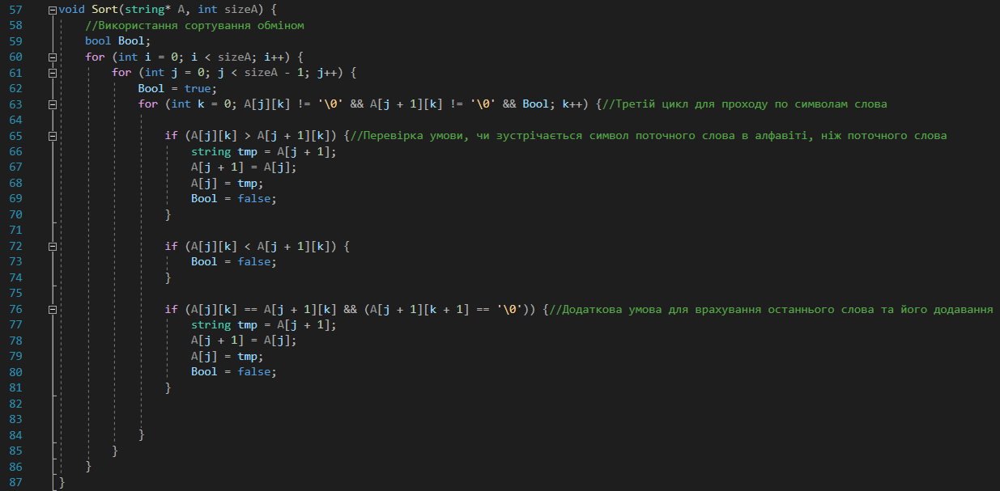 57 void Sort(string* A, int sizeA) {
58 //Використання сортування обміном
59 bool Bool;
60 for (int i = 0; i < sizeA; i++) {
61 for (int j = 0; j < sizeA - 1; j++) {
62 Bool = true;
63 for (int k = 0; A[j][k] != '\0' && A[j + 1][k] != '\0' && Bool; k++) {//Третій цикл для проходу по символам слова
64
65 if (A[j][k] > A[j + 1][k]) {//Перевірка умови, чи зустрічається символ поточного слова в алфавіті, ніж поточного слова
66 string tmp = A[j + 1];
67 A[j + 1] = A[j];
68 A[j] = tmp;
69 Bool = false;
70 }
71
72 if (A[j][k] < A[j + 1][k]) {
73 Bool = false;
74 }
75
76 if (A[j][k] == A[j + 1][k] && (A[j + 1][k + 1] == '\0')) {//Додаткова умова для врахування останнього слова та його додавання
77 string tmp = A[j + 1];
78 A[j + 1] = A[j];
79 A[j] = tmp;
80 Bool = false;
81 }
82
83
84 }
85 }
86 }
87 }